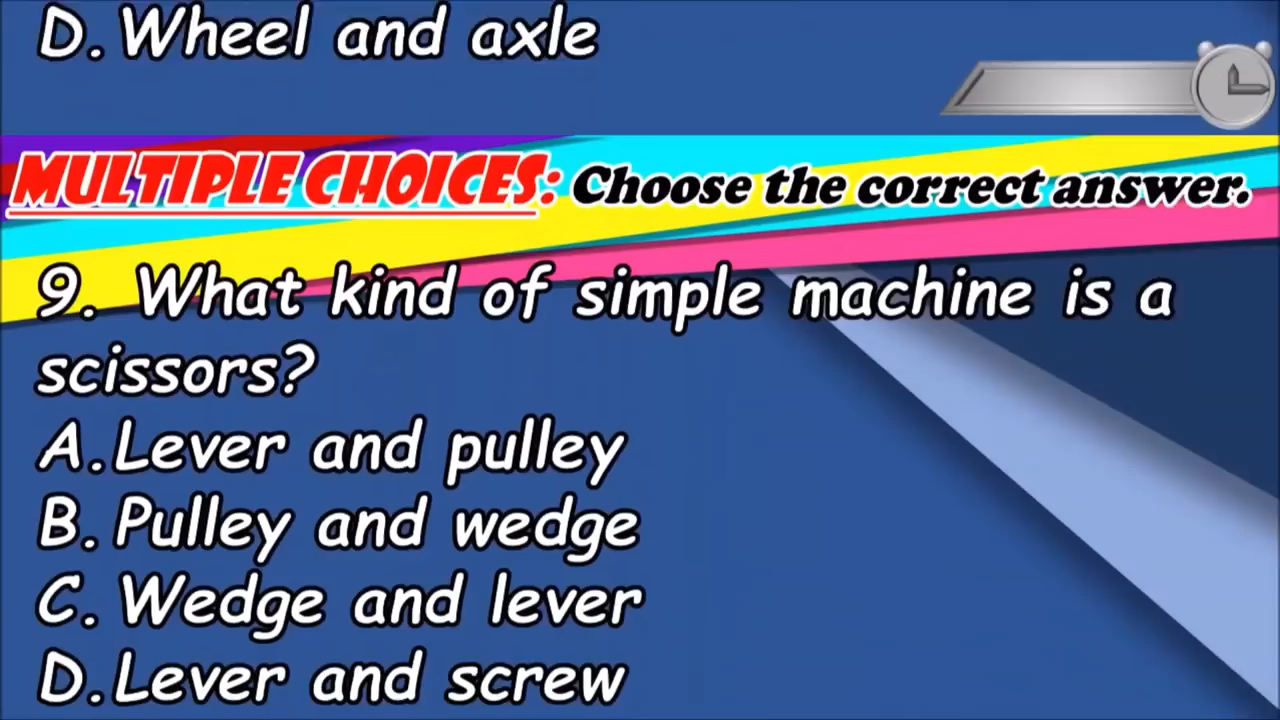 D. Wheel and axle
MULTIPLE CHOICES: Choose the correct answer.
9. What kind of simple machine is a
scissors?
A. Lever and pulley
B. Pulley and wedge
C. Wedge and lever
D. Lever and screw